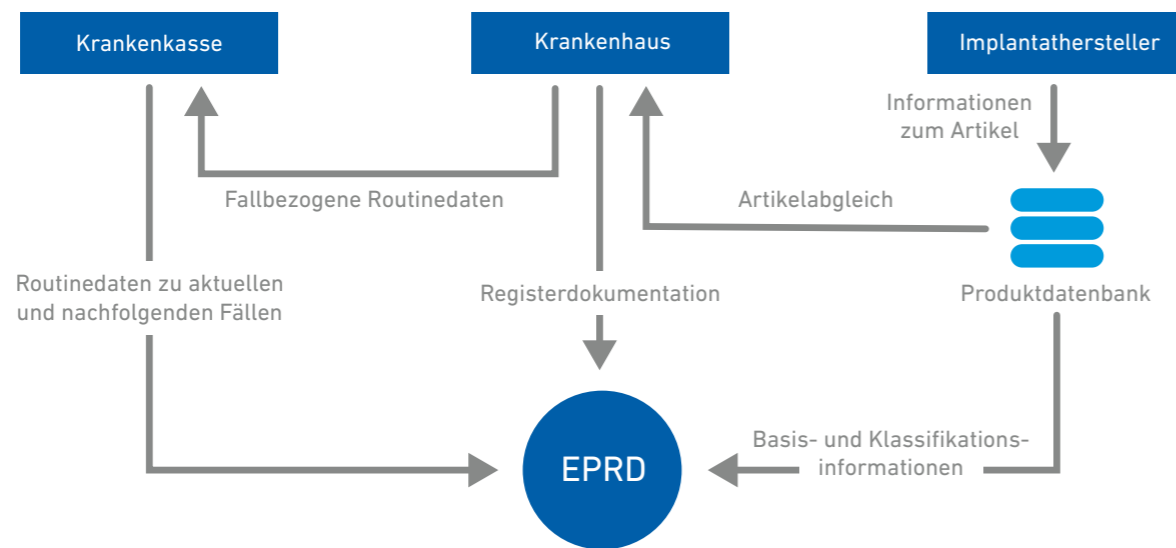 Krankenkasse
Krankenhaus
Implantathersteller
Informationen
zum Artikel
Fallbezogene Routinedaten
Artikelabgleich
Routinedaten zu aktuellen
und nachfolgenden Fällen
Registerdokumentation
Produktdatenbank
Basis- und Klassifikations-
informationen
EPRD